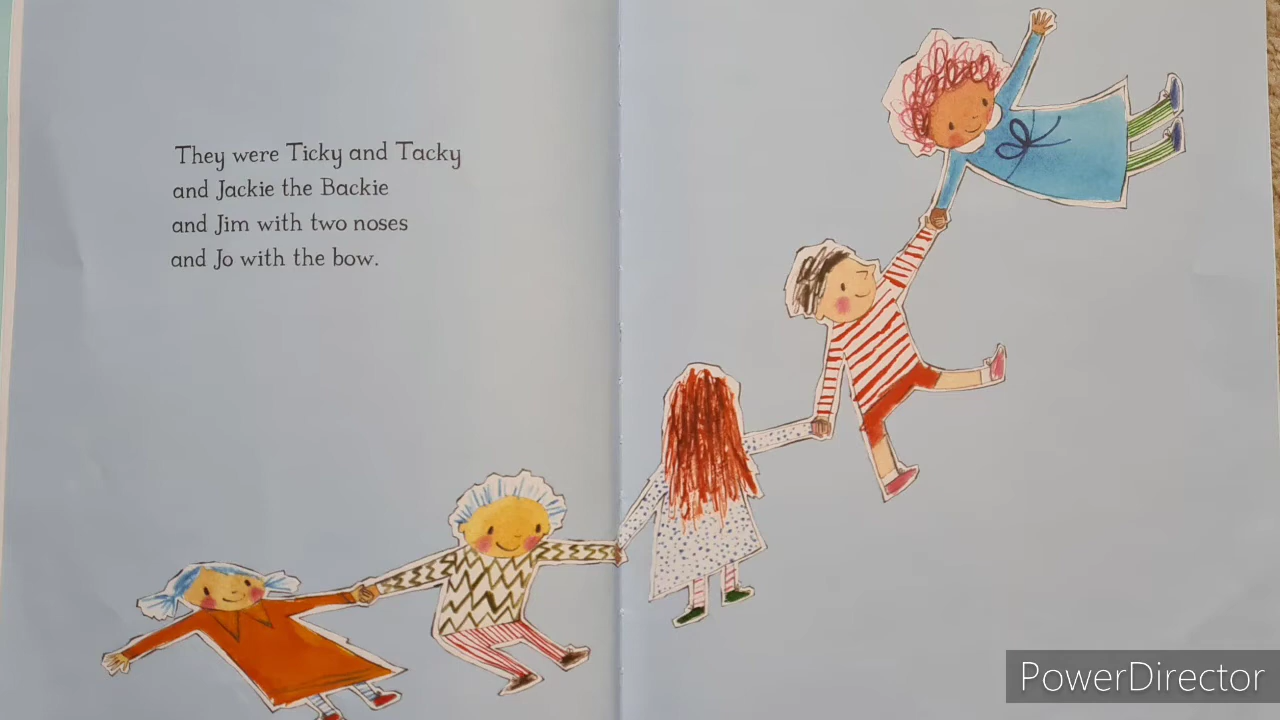 They were Ticky and Tacky
and Jackie the Backie
and Jim with two noses
and Jo with the bow.
PowerDirector